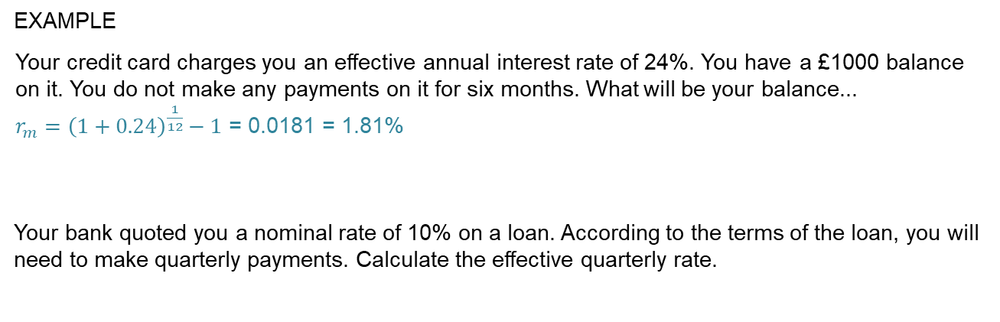 EXAMPLE
Your credit card charges you an effective annual interest rate of 24%. You have a £1000 balance
on it. You do not make any payments on it for six months. What will be your balance...
r_m = (1 + 0.24)^{1/12} − 1 = 0.0181 = 1.81%
Your bank quoted you a nominal rate of 10% on a loan. According to the terms of the loan, you will
need to make quarterly payments. Calculate the effective quarterly rate.